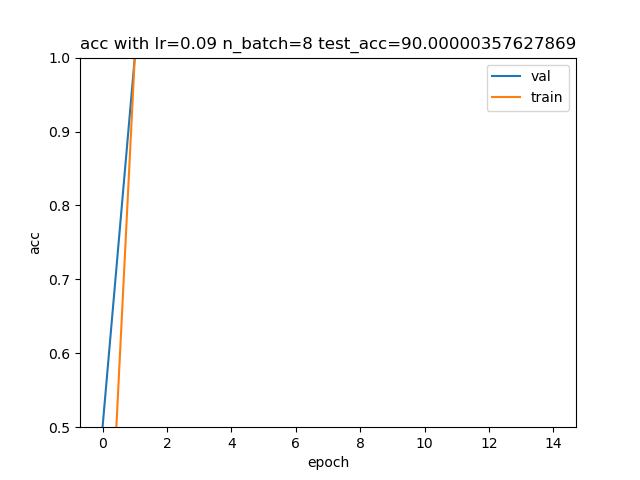 acc with lr=0.09 n_batch=8 test_acc=90.00000357627869
val
train
1.0
0.9
0.8
0.7
0.6
0.5
acc
0 2 4 6 8 10 12 14
epoch